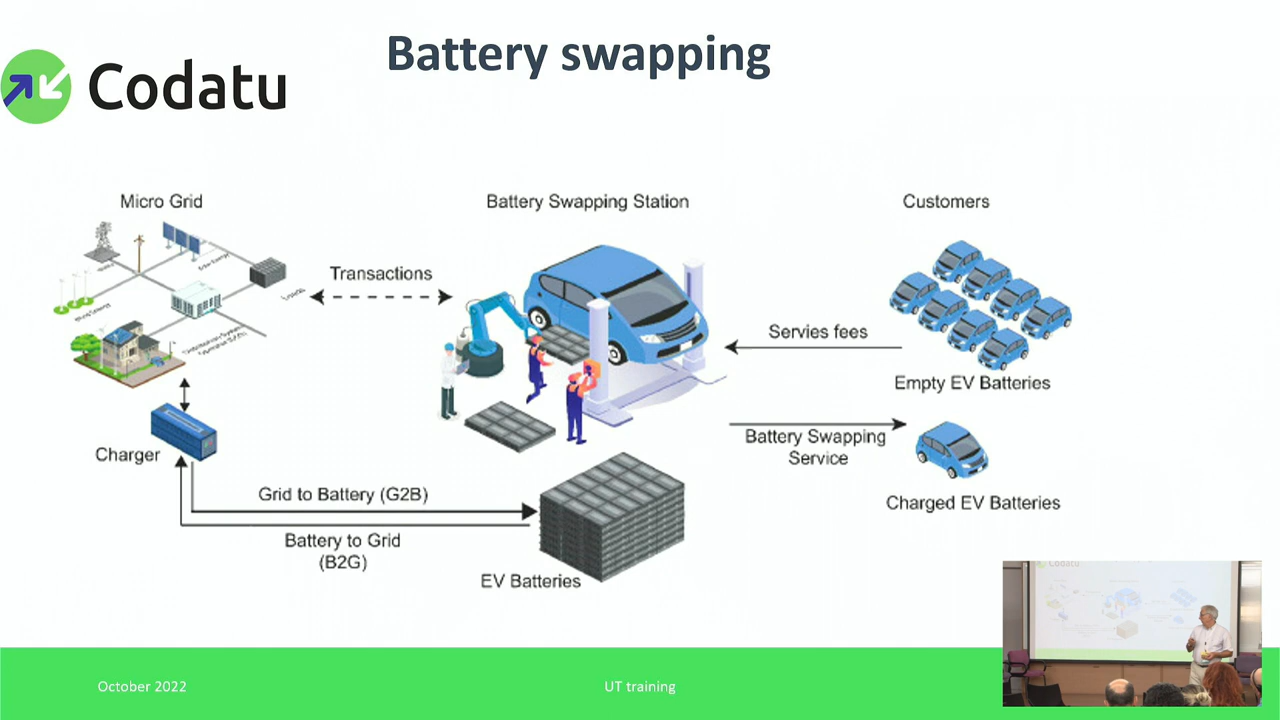 Battery swapping
Codatu
Micro Grid
Battery Swapping Station
Customers
Transactions
Servies fees
Empty EV Batteries
Charger
Battery Swapping
Service
Grid to Battery (G2B)
Charged EV Batteries
Battery to Grid
(B2G)
EV Batteries
Codatu
October 2022
UT training